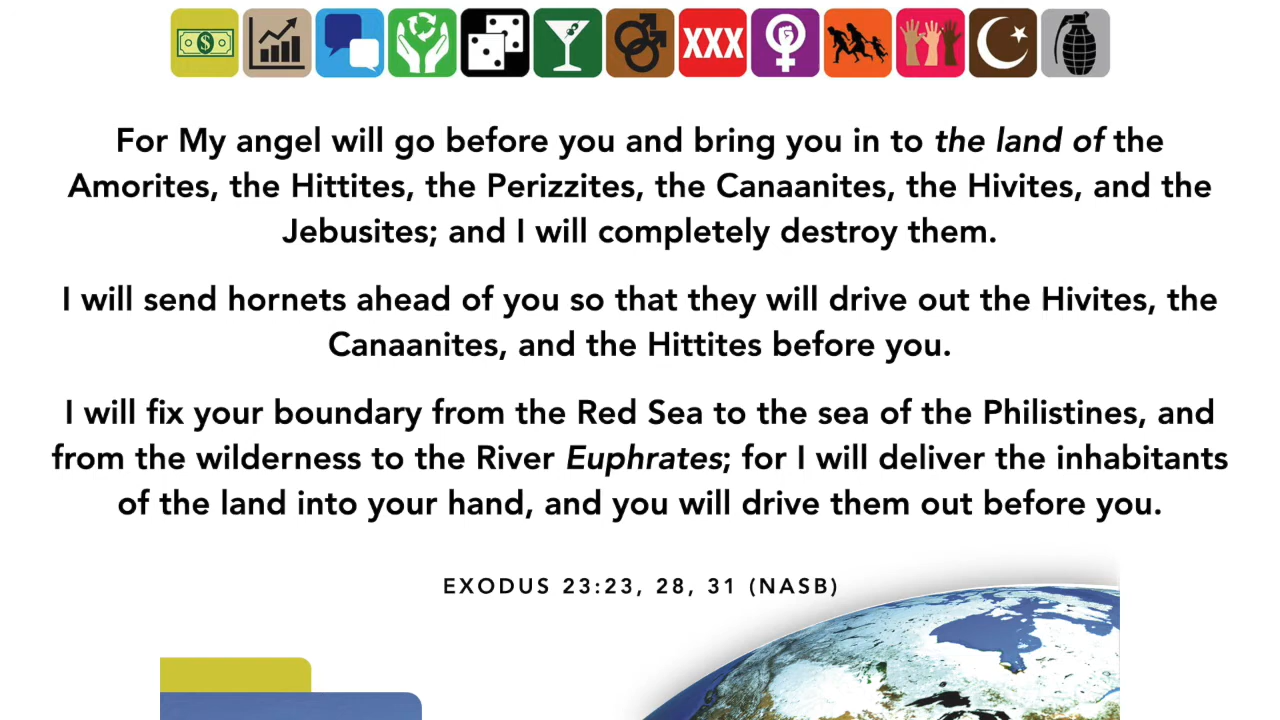 $
XXX
For My angel will go before you and bring you in to the land of the
Amorites, the Hittites, the Perizzites, the Canaanites, the Hivites, and the
Jebusites; and I will completely destroy them.
I will send hornets ahead of you so that they will drive out the Hivites, the
Canaanites, and the Hittites before you.
I will fix your boundary from the Red Sea to the sea of the Philistines, and
from the wilderness to the River Euphrates; for I will deliver the inhabitants
of the land into your hand, and you will drive them out before you.
EXODUS 23:23, 28, 31 (NASB)